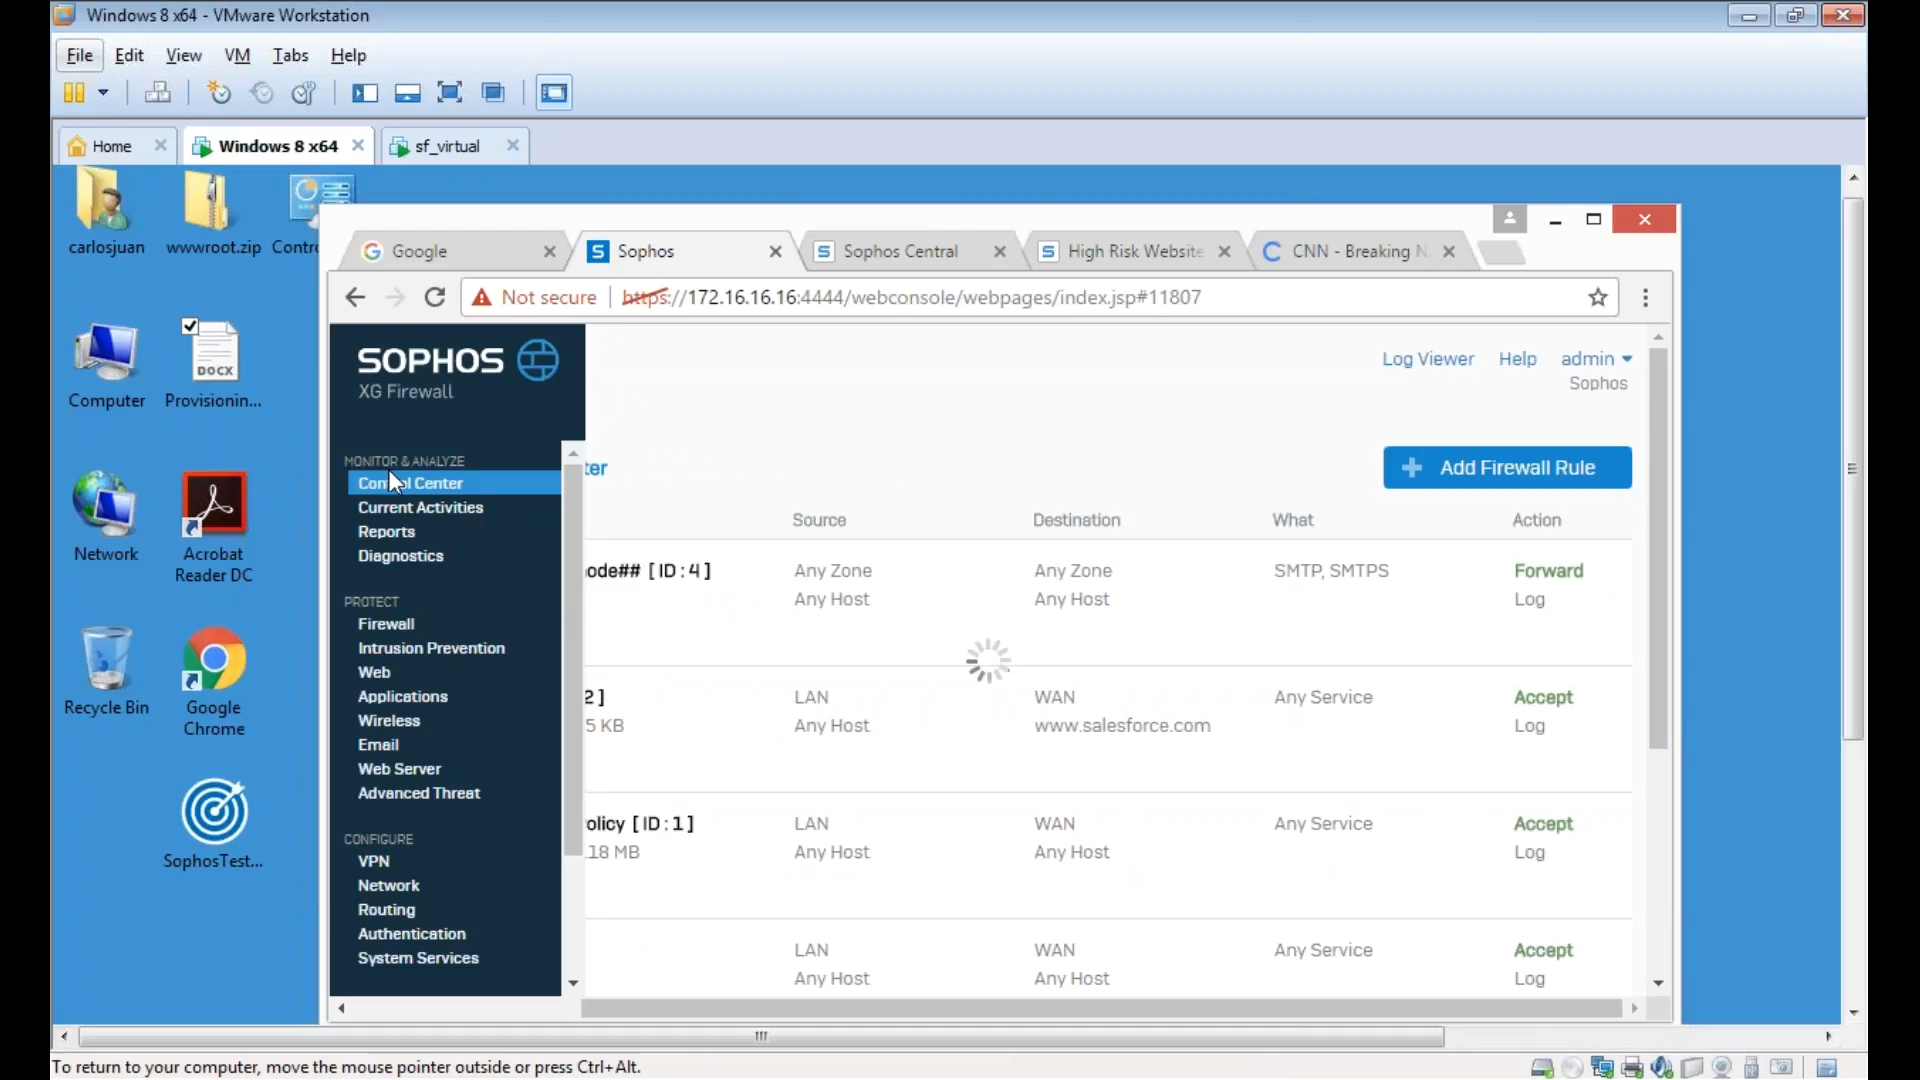 Windows 8 x64 - VMware Workstation
File Edit View VM Tabs Help
Home Windows 8 x64 sf_virtual
carlosjuan wwwroot.zip Contro
Computer Provisionin...
DOCX
Network Acrobat Reader DC
Recycle Bin Google Chrome
SophosTest...
Google Sophos Sophos Central High Risk Website CNN - Breaking N
Not secure https://172.16.16.16:4444/webconsole/webpages/index.jsp#11807
SOPHOS
XG Firewall
Log Viewer Help admin
Sophos
MONITOR & ANALYZE
Control Center
Current Activities
Reports
Diagnostics
PROTECT
Firewall
Intrusion Prevention
Web
Applications
Wireless
Email
Web Server
Advanced Threat
CONFIGURE
VPN
Network
Routing
Authentication
System Services
ter
Add Firewall Rule
Source Destination What Action
ode## [ ID : 4 ] Any Zone Any Zone SMTP, SMTPS Forward
Any Host Any Host Log
2 ] LAN WAN Any Service Accept
5 KB Any Host www.salesforce.com Log
olicy [ ID : 1 ] LAN WAN Any Service Accept
.18 MB Any Host Any Host Log
LAN WAN Any Service Accept
Any Host Any Host Log
To return to your computer, move the mouse pointer outside or press Ctrl+Alt.